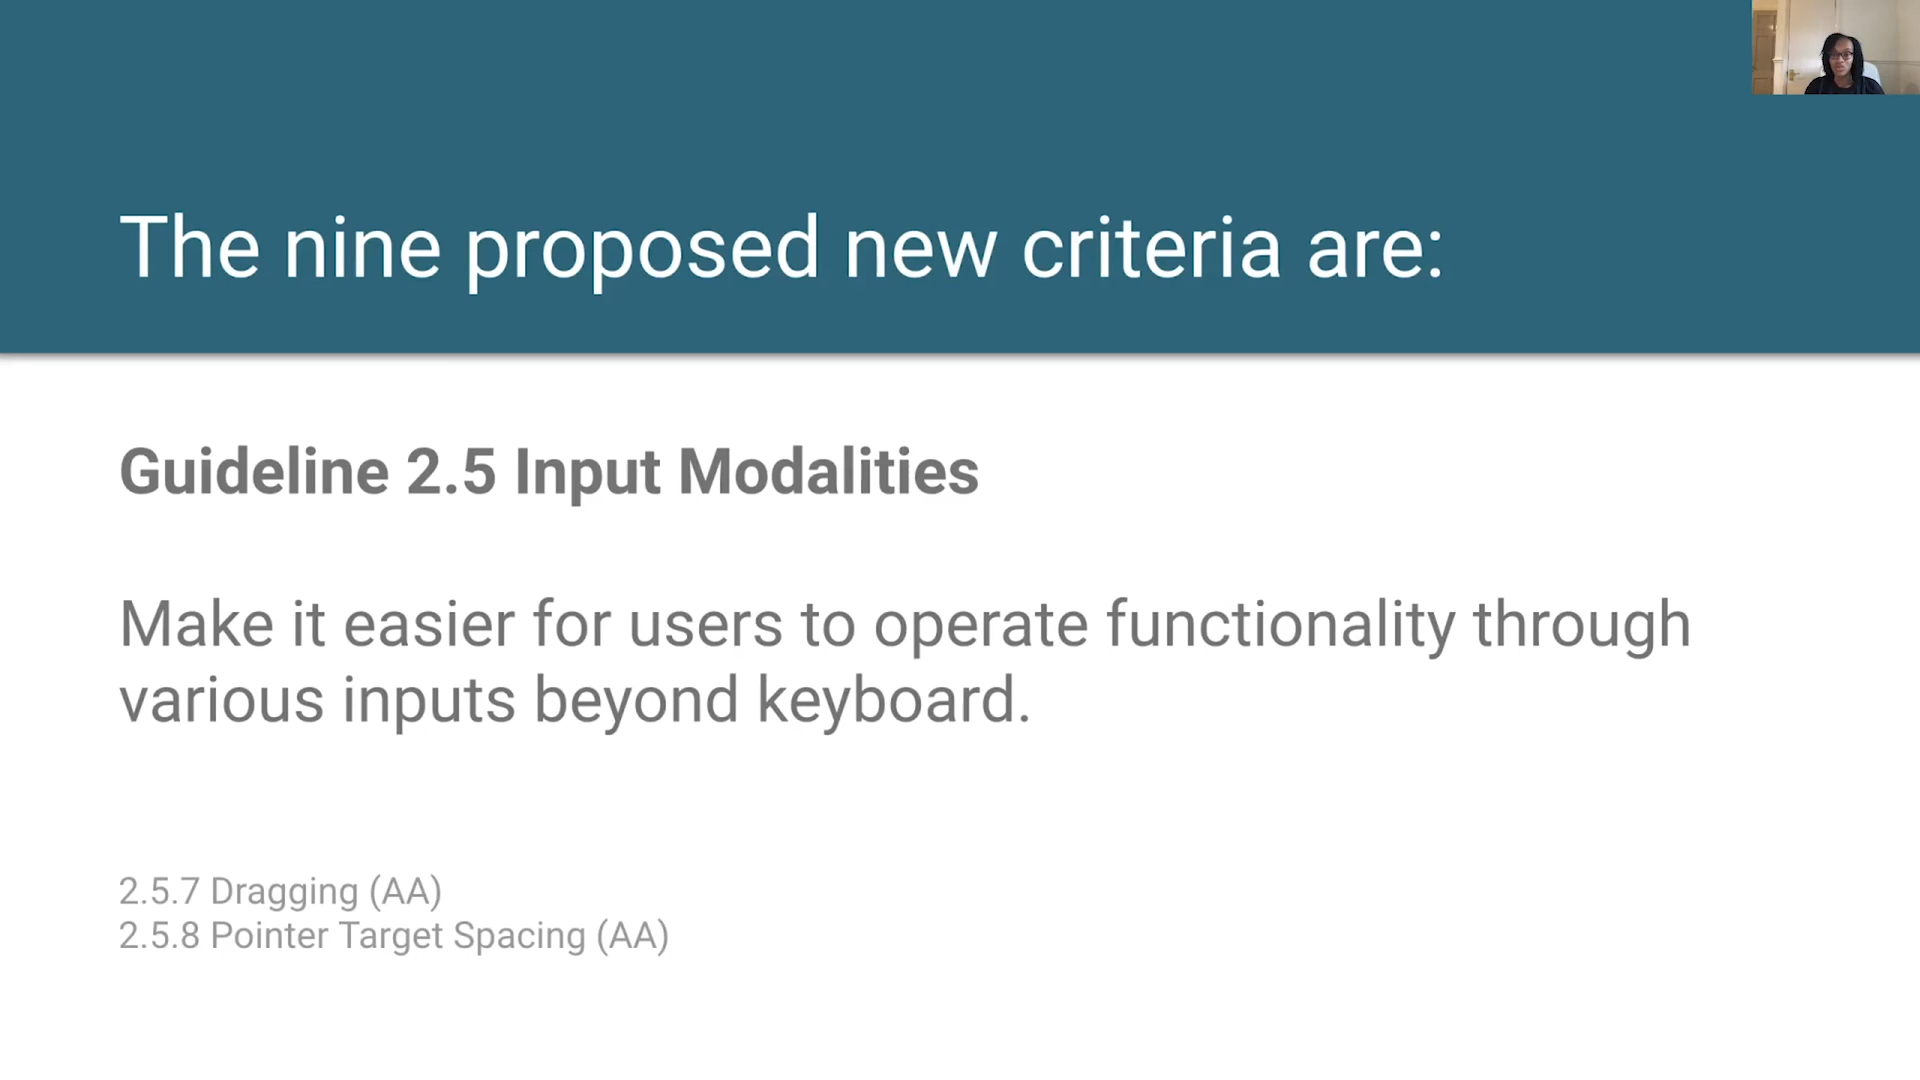 The nine proposed new criteria are:
Guideline 2.5 Input Modalities
Make it easier for users to operate functionality through
various inputs beyond keyboard.
2.5.7 Dragging (AA)
2.5.8 Pointer Target Spacing (AA)